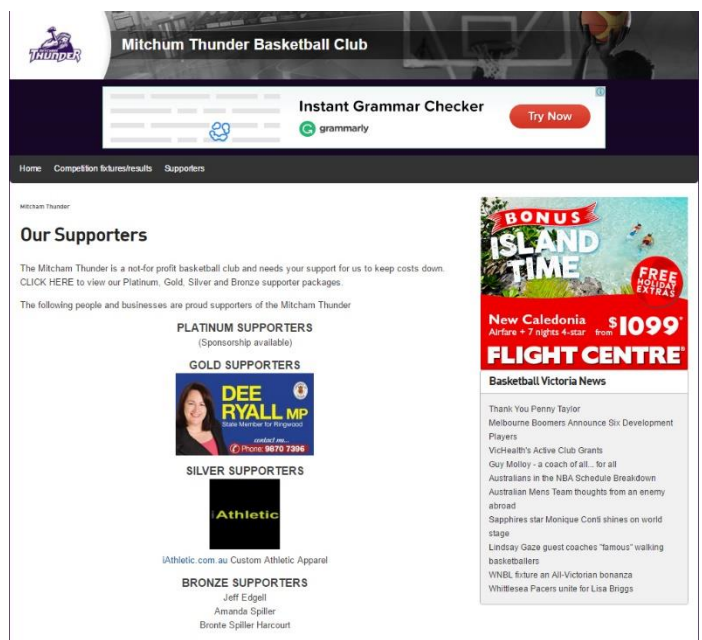 THUNDER
Mitchum Thunder Basketball Club
Instant Grammar Checker
grammarly
Try Now
Home Competition fixtures/results Supporters
Mitcham Thunder
Our Supporters
The Mitcham Thunder is a not-for profit basketball club and needs your support for us to keep costs down.
CLICK HERE to view our Platinum, Gold, Silver and Bronze supporter packages.
The following people and businesses are proud supporters of the Mitcham Thunder
PLATINUM SUPPORTERS
(Sponsorship available)
GOLD SUPPORTERS
DEE
RYALL MP
State Member for Ringwood
contact me...
Phone: 9870 7396
SILVER SUPPORTERS
iAthletic
iAthletic.com.au Custom Athletic Apparel
BRONZE SUPPORTERS
Jeff Edgell
Amanda Spiller
Bronte Spiller Harcourt
BONUS
ISLAND
TIME
FREE
HOLIDAY
EXTRAS
New Caledonia
Airfare + 7 nights 4-star from $1099*
FLIGHT CENTRE
Basketball Victoria News
Thank You Penny Taylor
Melbourne Boomers Announce Six Development
Players
VicHealth's Active Club Grants
Guy Molloy - a coach of all... for all
Australians in the NBA Schedule Breakdown
Australian Mens Team thoughts from an enemy
abroad
Sapphires star Monique Conti shines on world
stage
Lindsay Gaze guest coaches "famous" walking
basketballers
WNBL fixture an All-Victorian bonanza
Whittlesea Pacers unite for Lisa Briggs